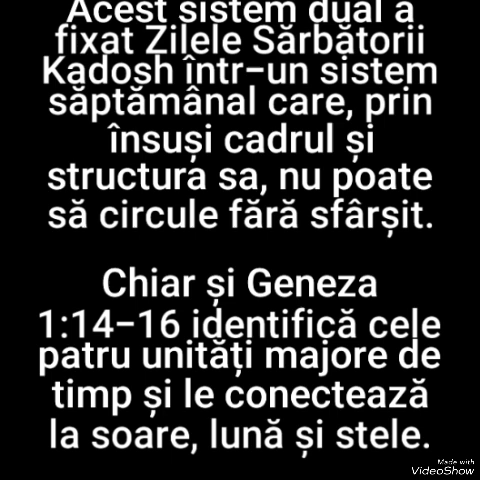 Acest sistem dual a
fixat Zilele Sărbătorii
Kadosh într-un sistem
săptămânal care, prin
însuși cadrul și
structura sa, nu poate
să circule fără sfârșit.
Chiar și Geneza
1:14-16 identifică cele
patru unități majore de
timp și le conectează
la soare, lună și stele.
Made with
VideoShow